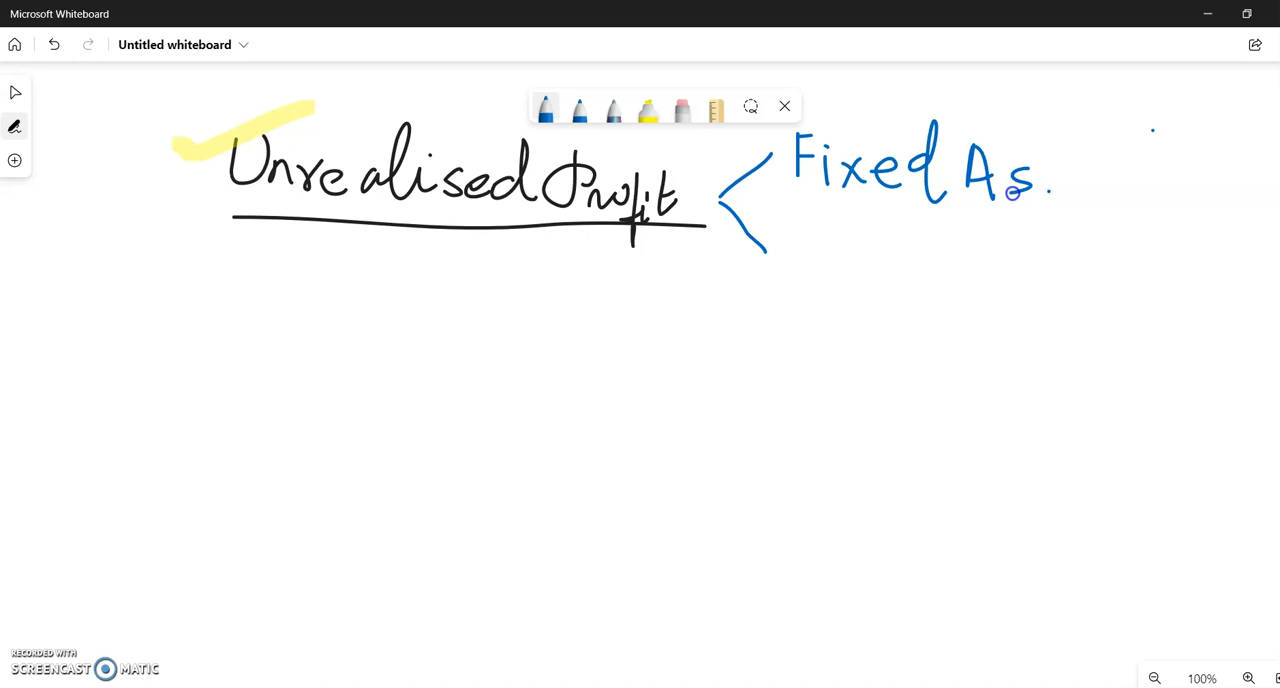 Microsoft Whiteboard
Untitled whiteboard
Unrealised Profit
Fixed As
RECORDED WITH
SCREENCAST MATIC
100%